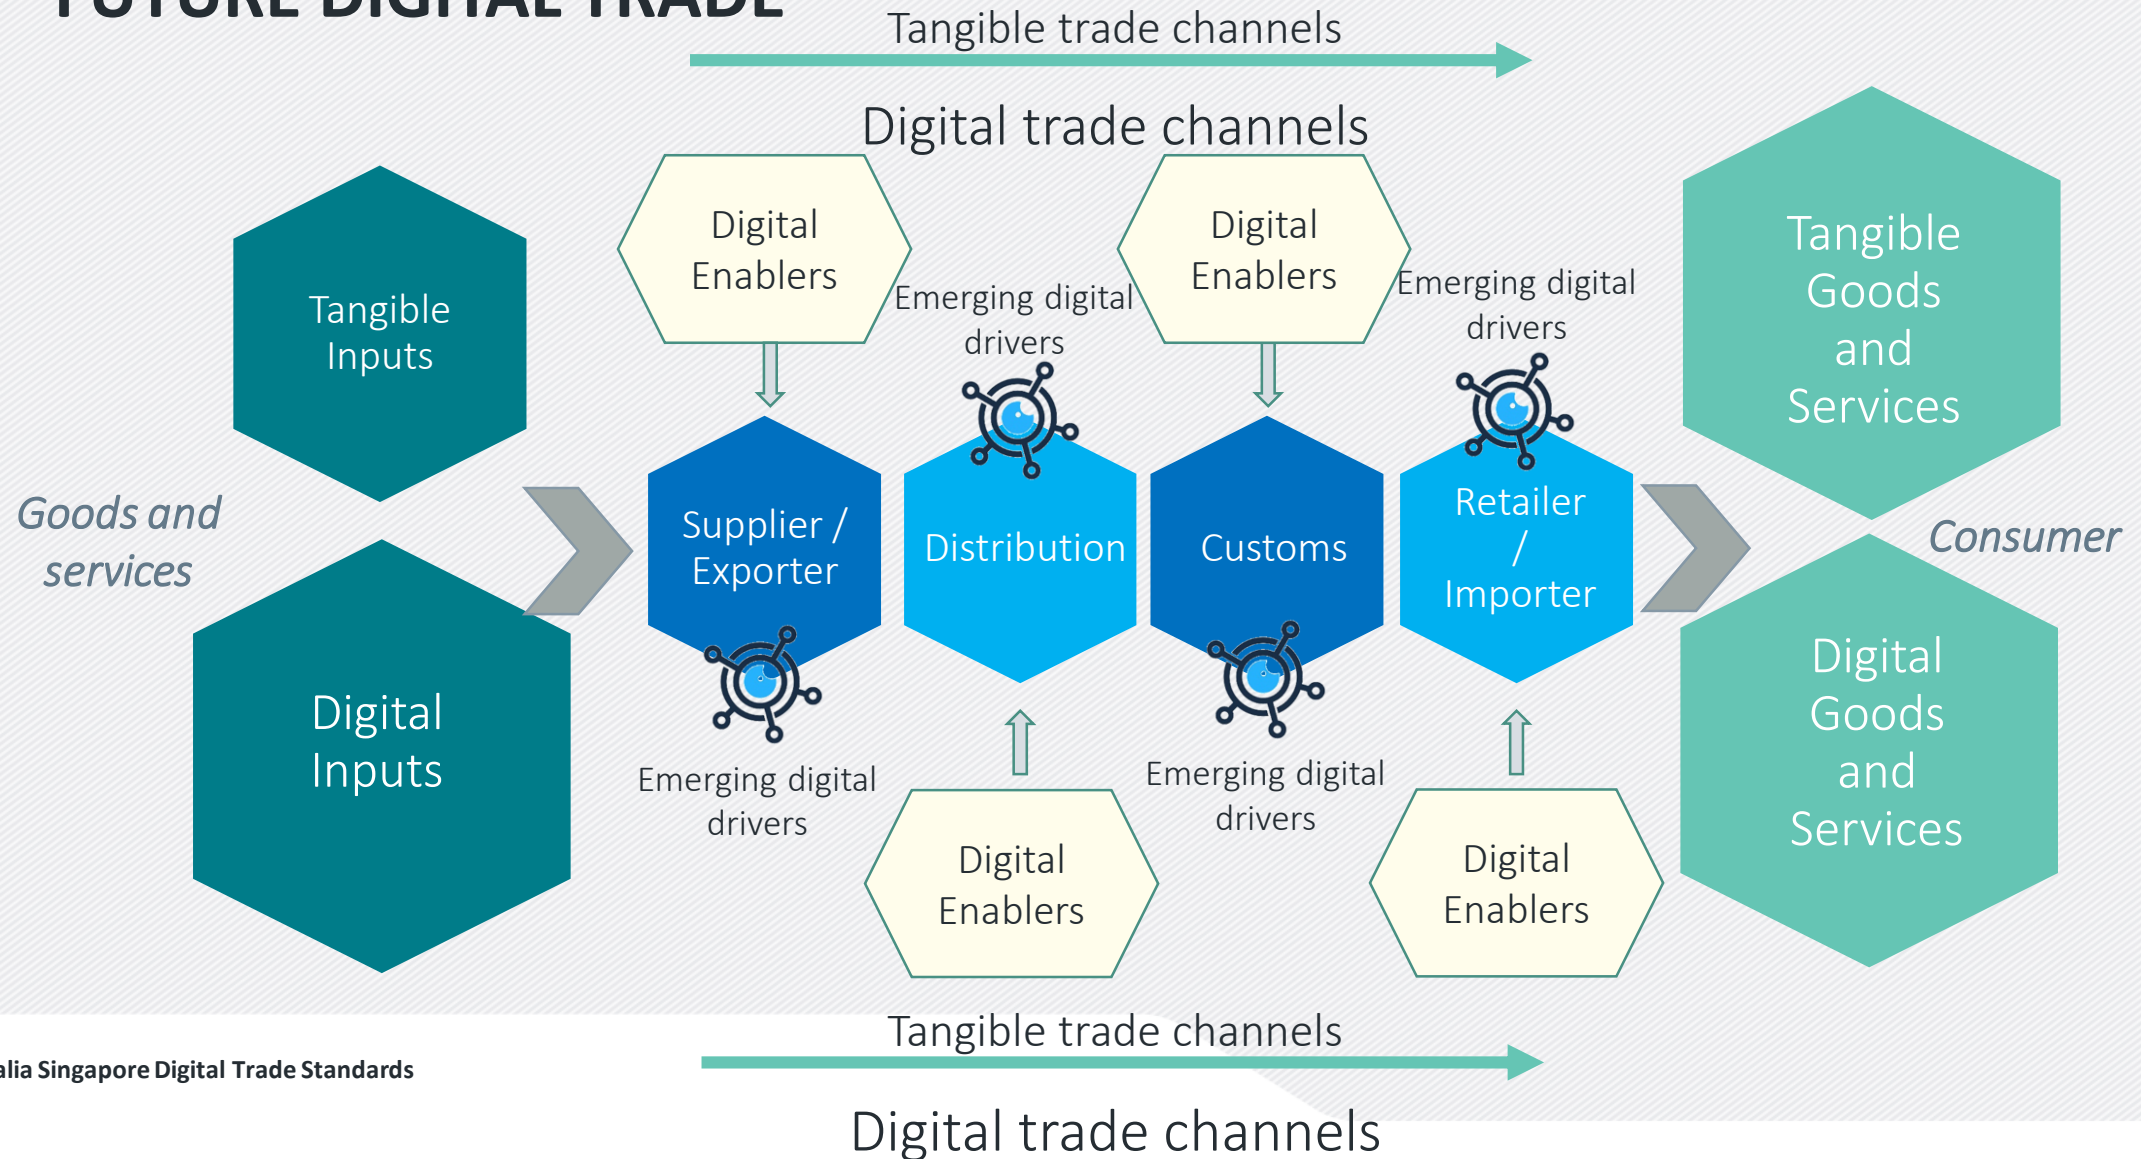 FUTURE DIGITAL TRADE
Tangible trade channels
Digital trade channels
Digital
Enablers
Digital
Enablers
Emerging digital
drivers
Emerging digital
drivers
Tangible
Inputs
Tangible
Goods
and
Services
Goods and
services
Supplier /
Exporter
Distribution
Customs
Retailer
/
Importer
Consumer
Digital
Inputs
Digital
Goods
and
Services
Emerging digital
drivers
Emerging digital
drivers
Digital
Enablers
Digital
Enablers
Tangible trade channels
Singapore Digital Trade Standards
Digital trade channels